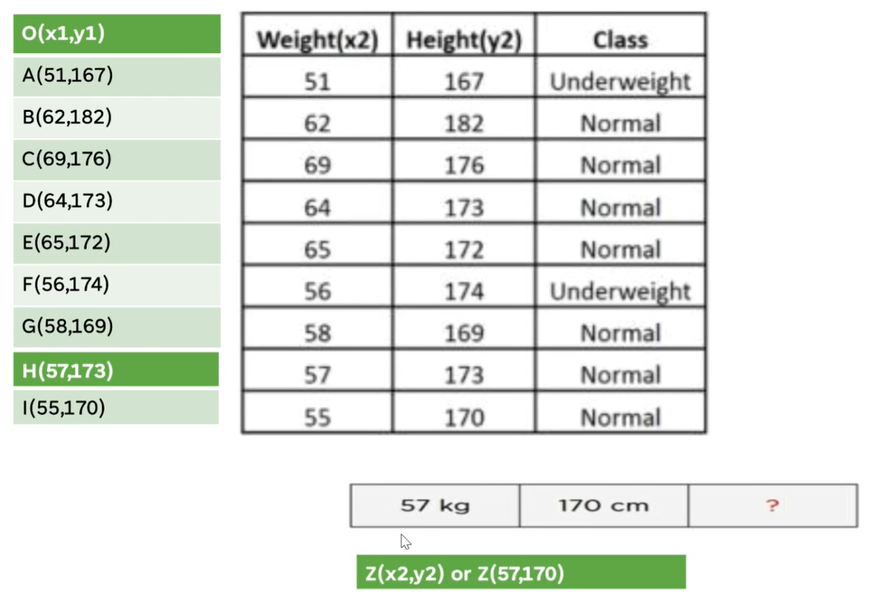 O(x1,y1)
A(51,167)
B(62,182)
C(69,176)
D(64,173)
E(65,172)
F(56,174)
G(58,169)
H(57,173)
I(55,170)
Weight(x2) Height(y2) Class
51 167 Underweight
62 182 Normal
69 176 Normal
64 173 Normal
65 172 Normal
56 174 Underweight
58 169 Normal
57 173 Normal
55 170 Normal
57 kg 170 cm ?
Z(x2,y2) or Z(57,170)